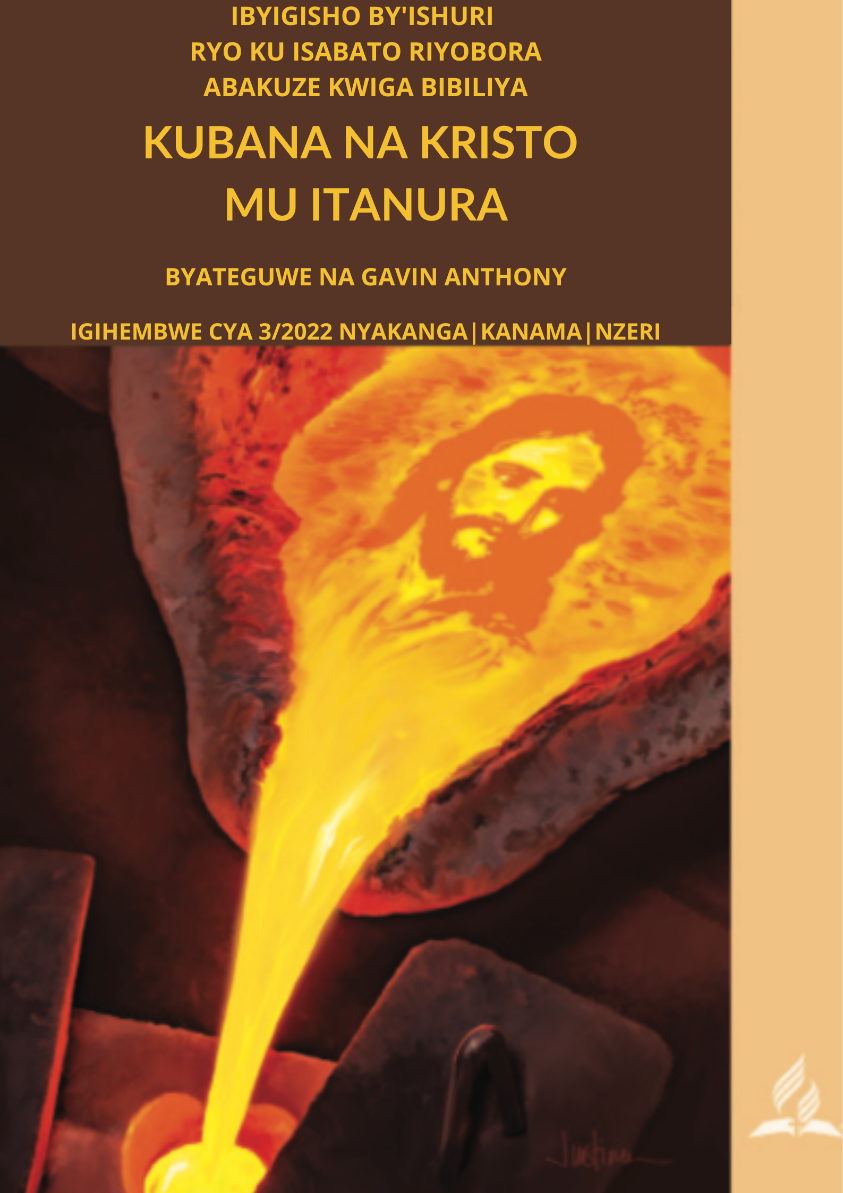 IBYIGISHO BY'ISHURI
RYO KU ISABATO RIYOBORA
ABAKUZE KWIGA BIBILIYA
KUBANA NA KRISTO
MU ITANURA
BYATEGUWE NA GAVIN ANTHONY
IGIHEMBWE CYA 3/2022 NYAKANGA|KANAMA|NZERI